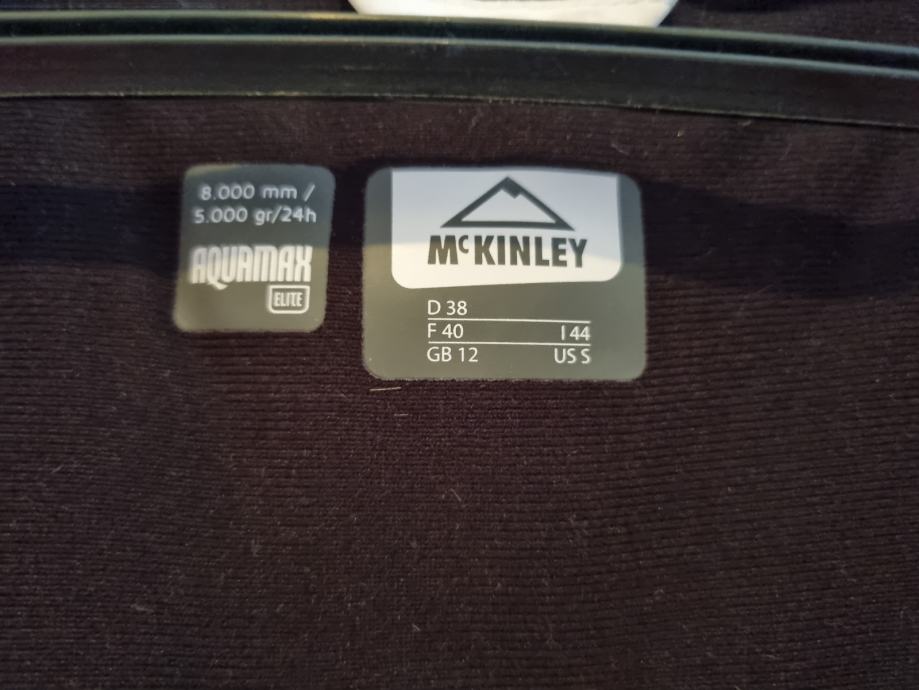 8.000 mm /
5.000 gr/24h
AQUAMAX
ELITE
McKINLEY
D 38
F 40 I 44
GB 12 US S